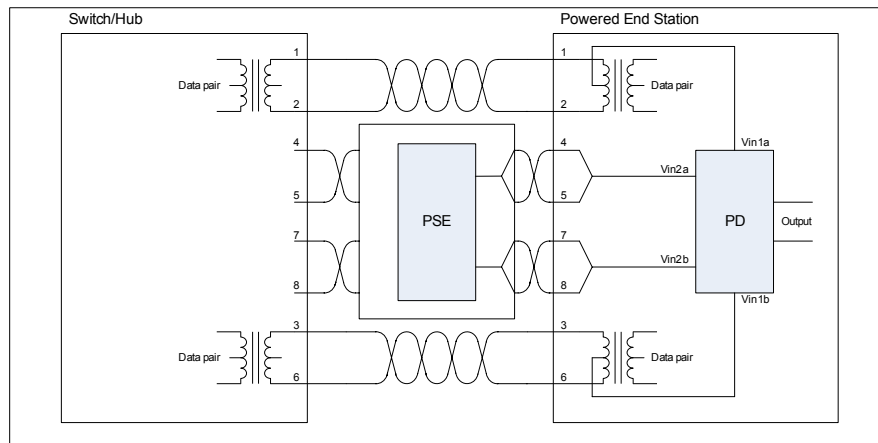 Switch/Hub
Powered End Station
1
1
Data pair
Data pair
2
2
4
4
Vin1a
Vin2a
5
5
PSE
PD
Output
7
7
Vin2b
8
8
Vin1b
3
3
Data pair
Data pair
6
6